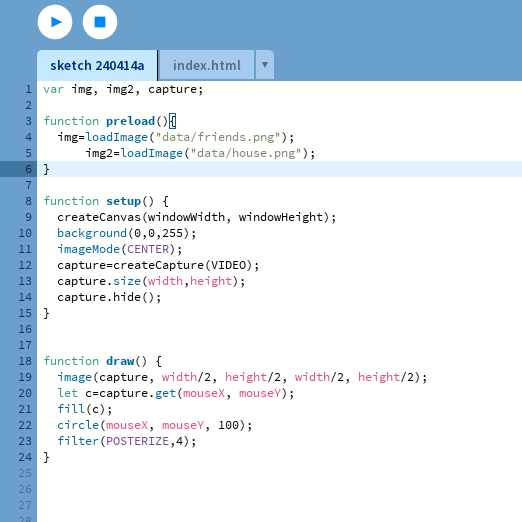 sketch 240414a index.html ▼
1 var img, img2, capture;
2
3 function preload(){
4   img=loadImage("data/friends.png");
5       img2=loadImage("data/house.png");
6 }
7
8 function setup() {
9   createCanvas(windowWidth, windowHeight);
10   background(0,0,255);
11   imageMode(CENTER);
12   capture=createCapture(VIDEO);
13   capture.size(width,height);
14   capture.hide();
15 }
16
17
18 function draw() {
19   image(capture, width/2, height/2, width/2, height/2);
20   let c=capture.get(mouseX, mouseY);
21   fill(c);
22   circle(mouseX, mouseY, 100);
23   filter(POSTERIZE,4);
24 }
25
26
27
28